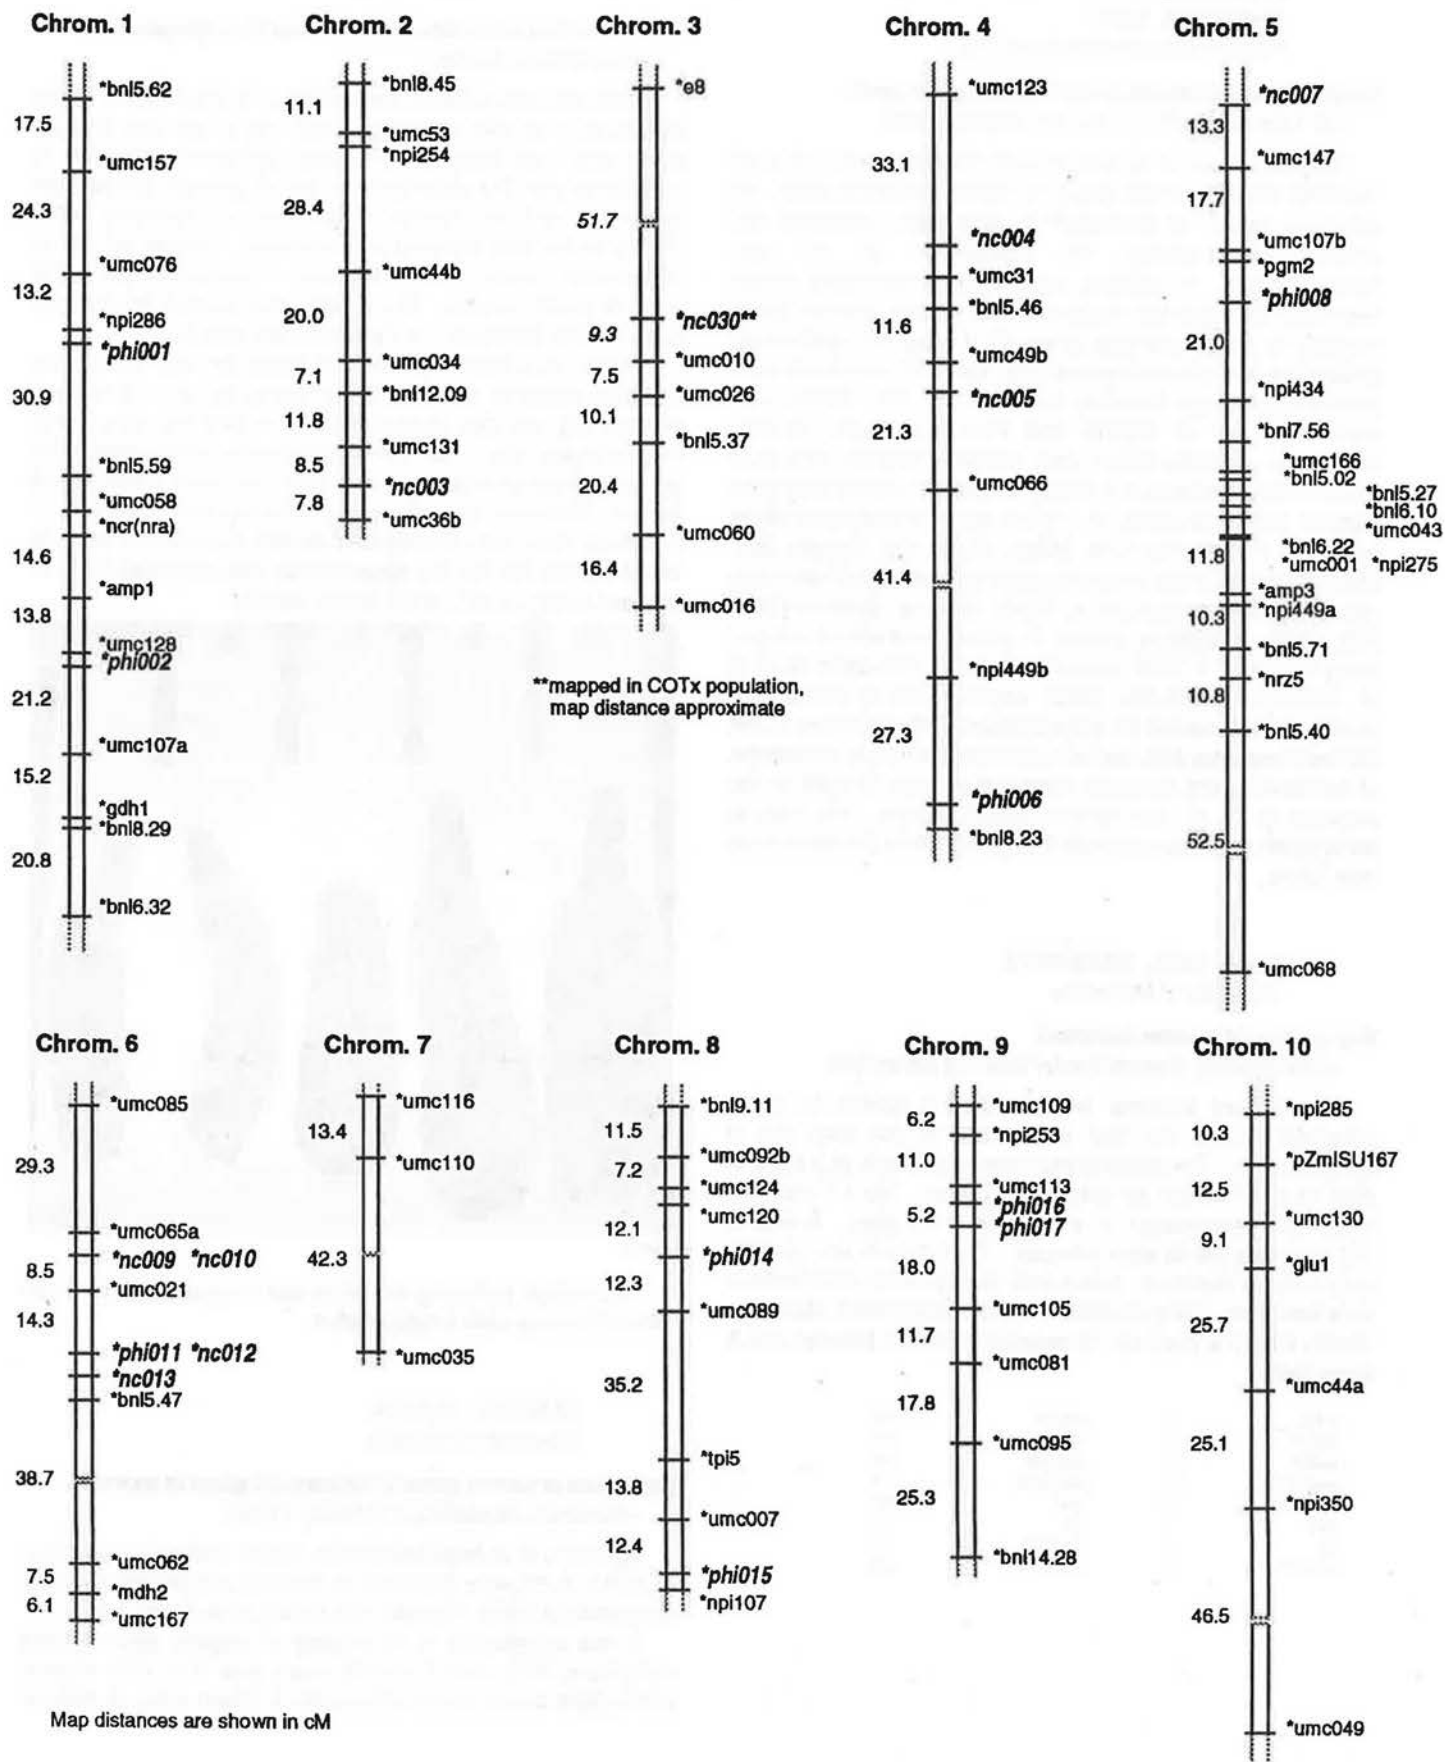 Chrom. 1
*bnl5.62
17.5
*umc157
24.3
*umc076
13.2
*npi286
*phi001
30.9
*bnl5.59
*umc058
*ncr(nra)
14.6
*amp1
13.8
*umc128
*phi002
21.2
*umc107a
15.2
*gdh1
*bnl8.29
20.8
*bnl6.32
Chrom. 2
*bnl8.45
11.1
*umc53
*npi254
28.4
*umc44b
20.0
*umc034
7.1
*bnl12.09
11.8
*umc131
8.5
*nc003
7.8
*umc36b
Chrom. 3
*e8
51.7
*nc030**
9.3
*umc010
7.5
*umc026
10.1
*bnl5.37
20.4
*umc060
16.4
*umc016
**mapped in COTx population,
map distance approximate
Chrom. 4
*umc123
33.1
*nc004
*umc31
*bnl5.46
11.6
*umc49b
*nc005
21.3
*umc066
41.4
*npi449b
27.3
*phi006
*bnl8.23
Chrom. 5
*nc007
13.3
*umc147
17.7
*umc107b
*pgm2
*phi008
21.0
*npi434
*bnl7.56
*umc166
*bnl5.02
*bnl5.27
*bnl6.10
*umc043
*bnl6.22
11.8
*umc001 *npi275
*amp3
*npi449a
10.3
*bnl5.71
*nrz5
10.8
*bnl5.40
52.5
*umc068
Chrom. 6
*umc085
29.3
*umc065a
*nc009 *nc010
8.5
*umc021
14.3
*phi011 *nc012
*nc013
*bnl5.47
38.7
*umc062
7.5
*mdh2
6.1
*umc167
Chrom. 7
*umc116
13.4
*umc110
42.3
*umc035
Chrom. 8
*bnl9.11
11.5
*umc092b
7.2
*umc124
*umc120
12.1
*phi014
12.3
*umc089
35.2
*tpi5
13.8
*umc007
12.4
*phi015
*npi107
Chrom. 9
*umc109
6.2
*npi253
11.0
*umc113
*phi016
5.2
*phi017
18.0
*umc105
11.7
*umc081
17.8
*umc095
25.3
*bnl14.28
Chrom. 10
*npi285
10.3
*pZmISU167
12.5
*umc130
9.1
*glu1
25.7
*umc44a
25.1
*npi350
46.5
*umc049
Map distances are shown in cM